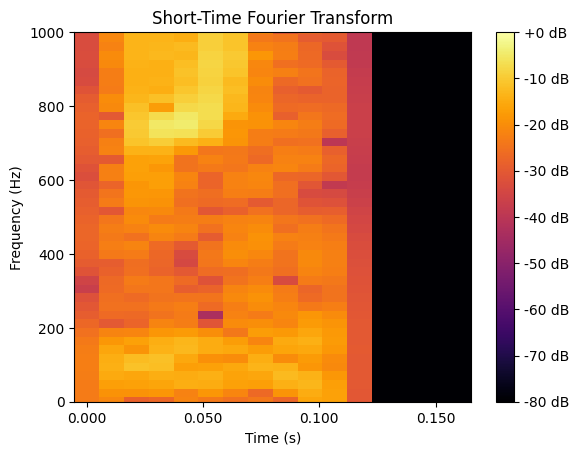 Short-Time Fourier Transform
1000
800
600
400
200
0
Frequency (Hz)
0.000
0.050
0.100
0.150
Time (s)
+0 dB
-10 dB
-20 dB
-30 dB
-40 dB
-50 dB
-60 dB
-70 dB
-80 dB